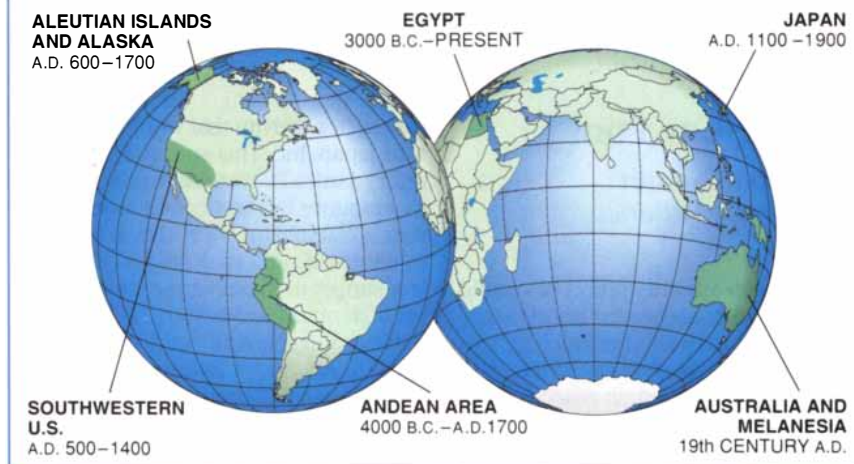 ALEUTIAN ISLANDS
AND ALASKA
A.D. 600–1700
EGYPT
3000 B.C.–PRESENT
JAPAN
A.D. 1100 –1900
SOUTHWESTERN
U.S.
A.D. 500–1400
ANDEAN AREA
4000 B.C.–A.D.1700
AUSTRALIA AND
MELANESIA
19th CENTURY A.D.